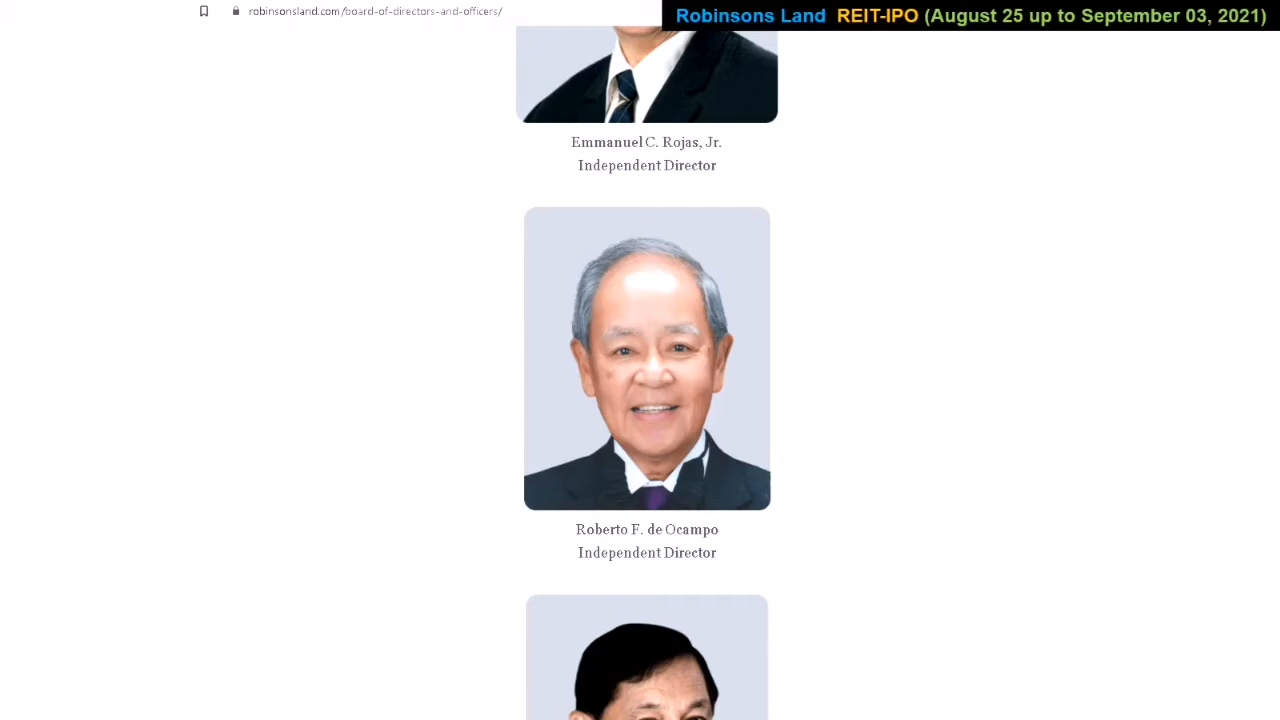 robinsonsland.com/board-of-directors-and-officers/
Robinsons Land REIT-IPO (August 25 up to September 03, 2021)
Emmanuel C. Rojas, Jr.
Independent Director
Roberto F. de Ocampo
Independent Director